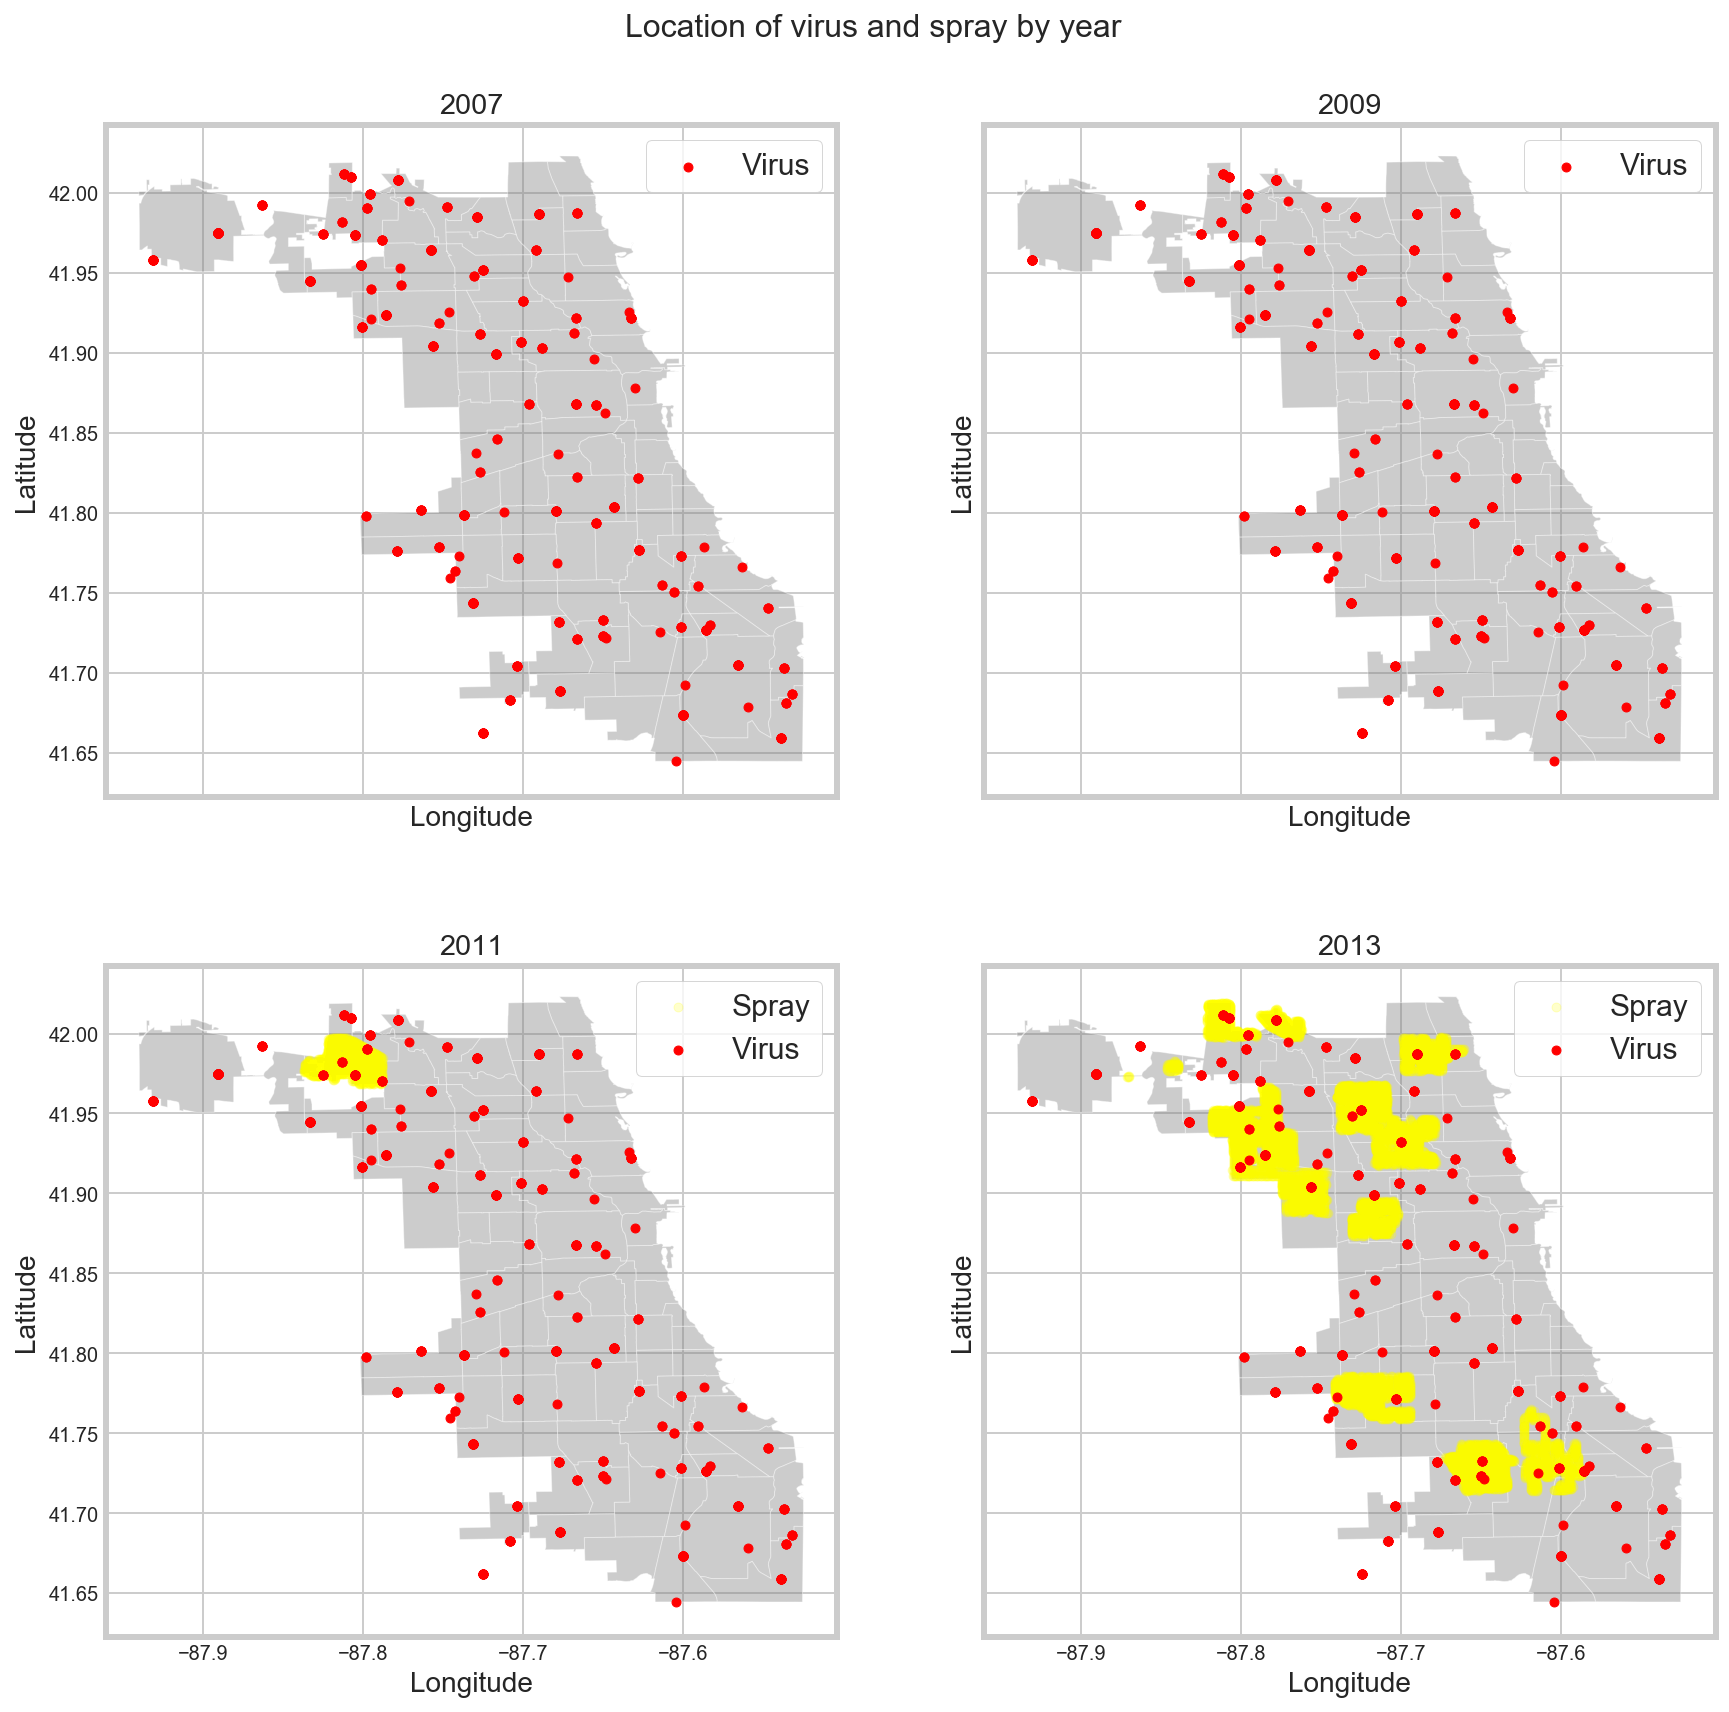 Location of virus and spray by year
2007
2009
Virus
Virus
42.00
41.95
41.90
41.85
41.80
41.75
41.70
41.65
Latitude
Latitude
Longitude
Longitude
2011
2013
Spray
Virus
Spray
Virus
42.00
41.95
41.90
41.85
41.80
41.75
41.70
41.65
Latitude
Latitude
−87.9 −87.8 −87.7 −87.6
−87.9 −87.8 −87.7 −87.6
Longitude
Longitude